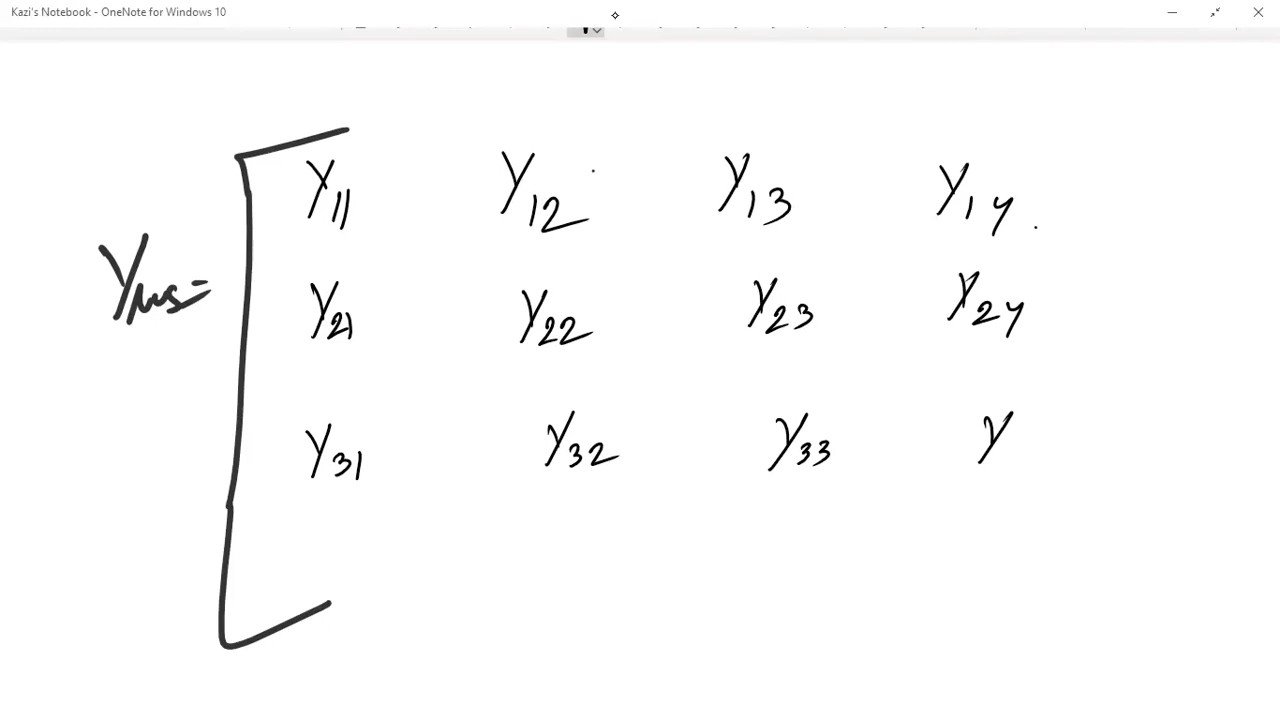 Kazi's Notebook - OneNote for Windows 10
Y11 Y12 Y13 Y14
Ybus=
Y21 Y22 Y23 Y24
Y31 Y32 Y33 Y